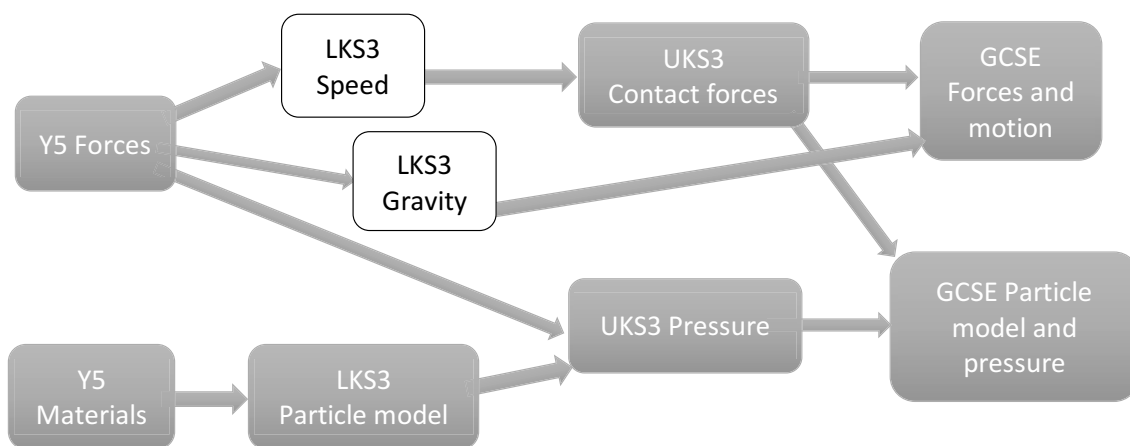 LKS3
Speed
UKS3
Contact forces
GCSE
Forces and
motion
Y5 Forces
LKS3
Gravity
UKS3 Pressure
GCSE Particle
model and
pressure
Y5
Materials
LKS3
Particle model